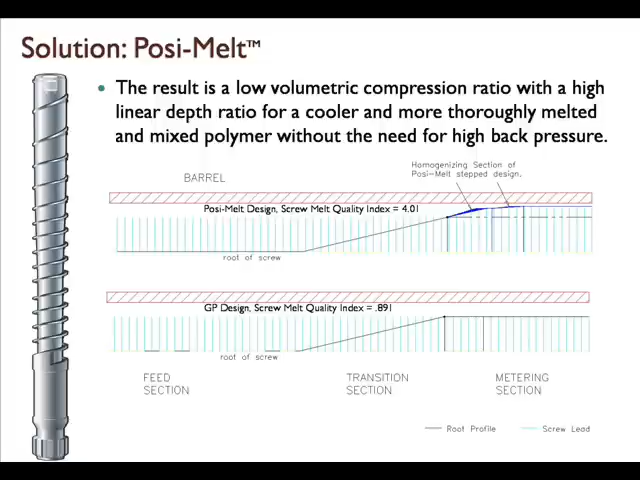 Solution: Posi-Melt™
• The result is a low volumetric compression ratio with a high
linear depth ratio for a cooler and more thoroughly melted
and mixed polymer without the need for high back pressure.
Homogenizing Section of
Posi-Melt stepped design.
BARREL
Posi-Melt Design, Screw Melt Quality Index = 4.01
root of screw
GP Design, Screw Melt Quality Index = .891
root of screw
FEED
SECTION
TRANSITION
SECTION
METERING
SECTION
Root Profile
Screw Lead